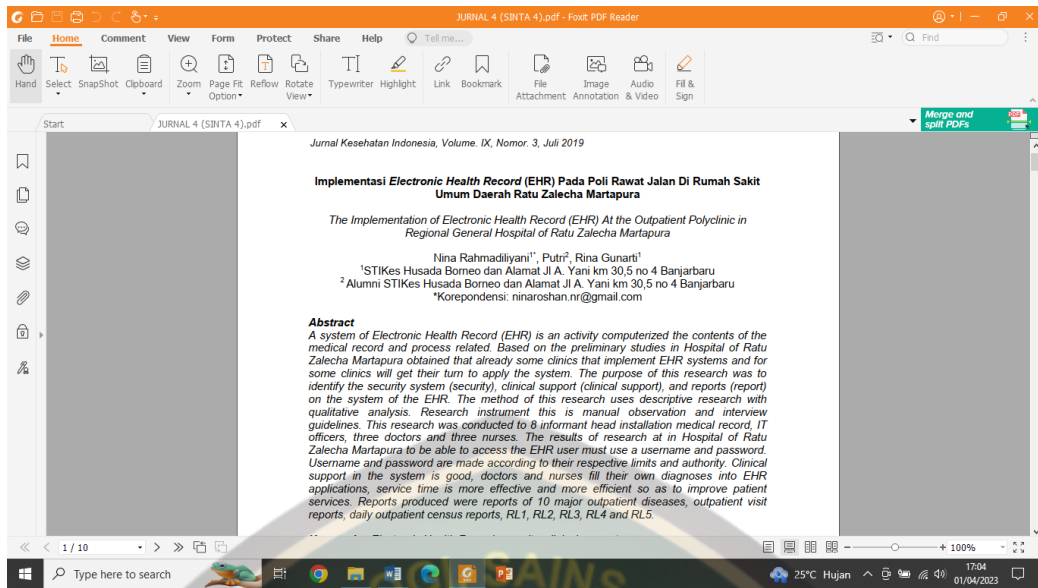 JURNAL 4 (SINTA 4).pdf - Foxit PDF Reader
File Home Comment View Form Protect Share Help Tell me... Find
Hand Select SnapShot Clipboard Zoom Page Fit Option Reflow Rotate View Typewriter Highlight Link Bookmark File Attachment Image Annotation Audio & Video Fill & Sign
Start JURNAL 4 (SINTA 4).pdf Merge and split PDFs
Jurnal Kesehatan Indonesia, Volume. IX, Nomor. 3, Juli 2019
Implementasi Electronic Health Record (EHR) Pada Poli Rawat Jalan Di Rumah Sakit
Umum Daerah Ratu Zalecha Martapura
The Implementation of Electronic Health Record (EHR) At the Outpatient Polyclinic in
Regional General Hospital of Ratu Zalecha Martapura
Nina Rahmadiliyani1*, Putri2, Rina Gunarti1
1STIKes Husada Borneo dan Alamat Jl A. Yani km 30,5 no 4 Banjarbaru
2 Alumni STIKes Husada Borneo dan Alamat Jl A. Yani km 30,5 no 4 Banjarbaru
*Korepondensi: ninaroshan.nr@gmail.com
Abstract
A system of Electronic Health Record (EHR) is an activity computerized the contents of the
medical record and process related. Based on the preliminary studies in Hospital of Ratu
Zalecha Martapura obtained that already some clinics that implement EHR systems and for
some clinics will get their turn to apply the system. The purpose of this research was to
identify the security system (security), clinical support (clinical support), and reports (report)
on the system of the EHR. The method of this research uses descriptive research with
qualitative analysis. Research instrument this is manual observation and interview
guidelines. This research was conducted to 8 informant head installation medical record, IT
officers, three doctors and three nurses. The results of research at in Hospital of Ratu
Zalecha Martapura to be able to access the EHR user must use a username and password.
Username and password are made according to their respective limits and authority. Clinical
support in the system is good, doctors and nurses fill their own diagnoses into EHR
applications, service time is more effective and more efficient so as to improve patient
services. Reports produced were reports of 10 major outpatient diseases, outpatient visit
reports, daily outpatient census reports, RL1, RL2, RL3, RL4 and RL5.
1 / 10 100%
Type here to search 25°C Hujan 17:04
01/04/2023